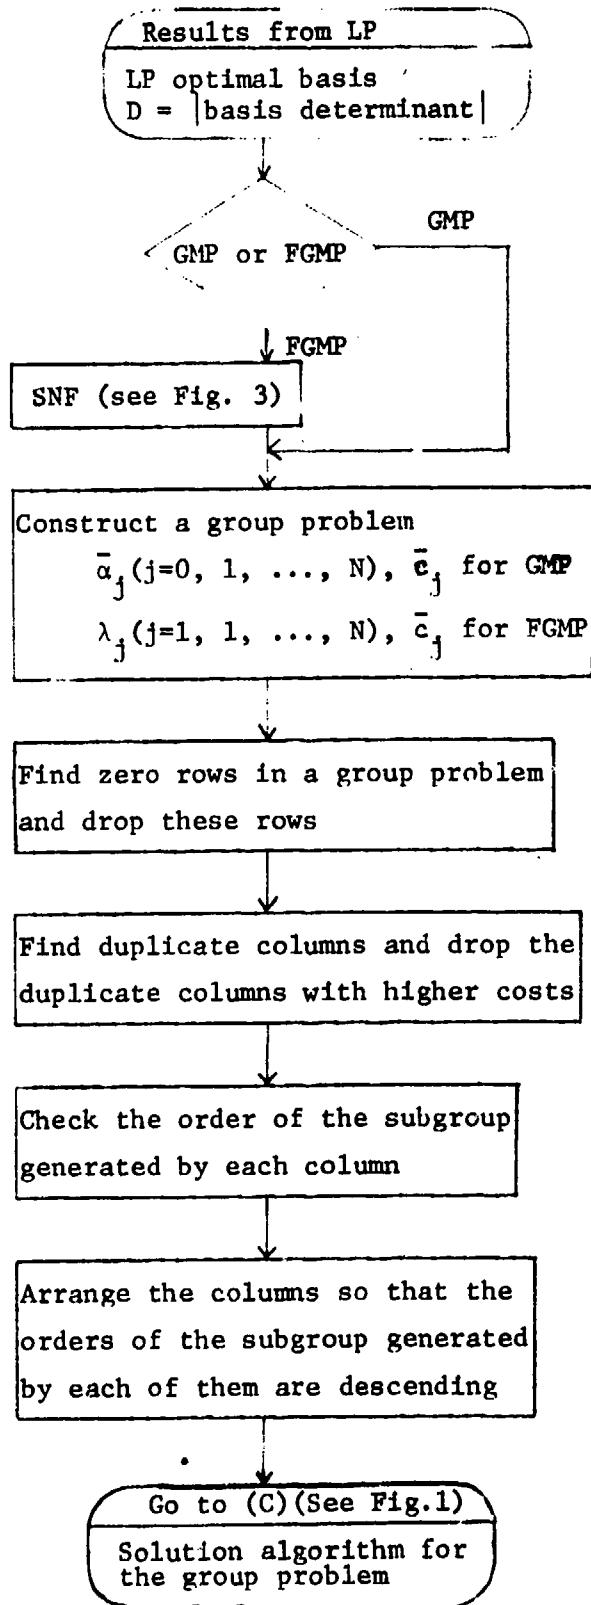 Results from LP
LP optimal basis
D = |basis determinant|
GMP
GMP or FGMP
FGMP
SNF (see Fig. 3)
Construct a group problem
ᾱ_j(j=0, 1, ..., N), c̄_j for GMP
λ_j(j=1, 1, ..., N), c̄_j for FGMP
Find zero rows in a group problem
and drop these rows
Find duplicate columns and drop the
duplicate columns with higher costs
Check the order of the subgroup
generated by each column
Arrange the columns so that the
orders of the subgroup generated
by each of them are descending
Go to (C)(See Fig.1)
Solution algorithm for
the group problem